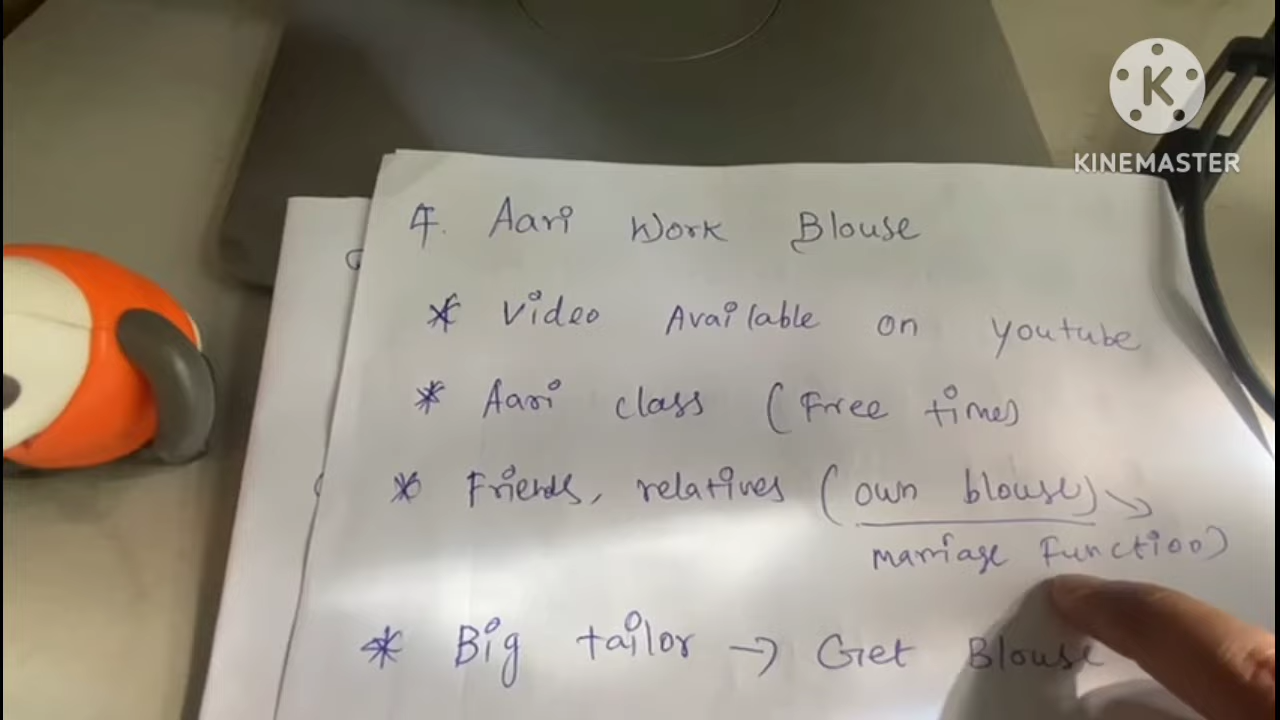 KINEMASTER
4. Aari Work Blouse
* Video Available on youtube
* Aari class (Free time)
* Friends, relatives (own blouse) →
marriage Function)
* Big tailor → Get Blouse